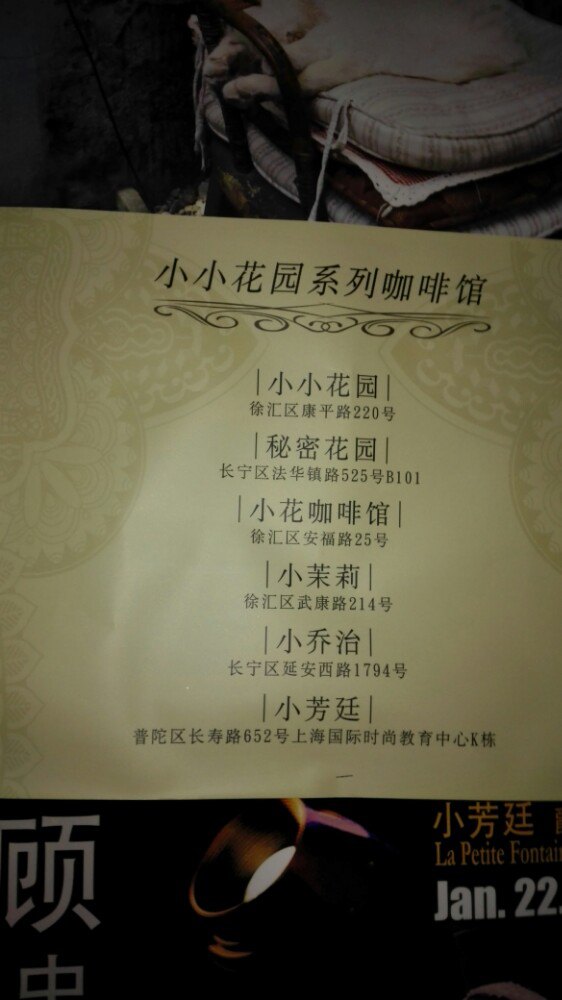 小小花园系列咖啡馆
|小小花园|
徐汇区康平路220号
|秘密花园|
长宁区法华镇路525号B101
|小花咖啡馆|
徐汇区安福路25号
|小茉莉|
徐汇区武康路214号
|小乔治|
长宁区延安西路1794号
|小芳廷|
普陀区长寿路652号上海国际时尚教育中心K栋
顾
小芳廷
La Petite Fontain
Jan. 22.
中